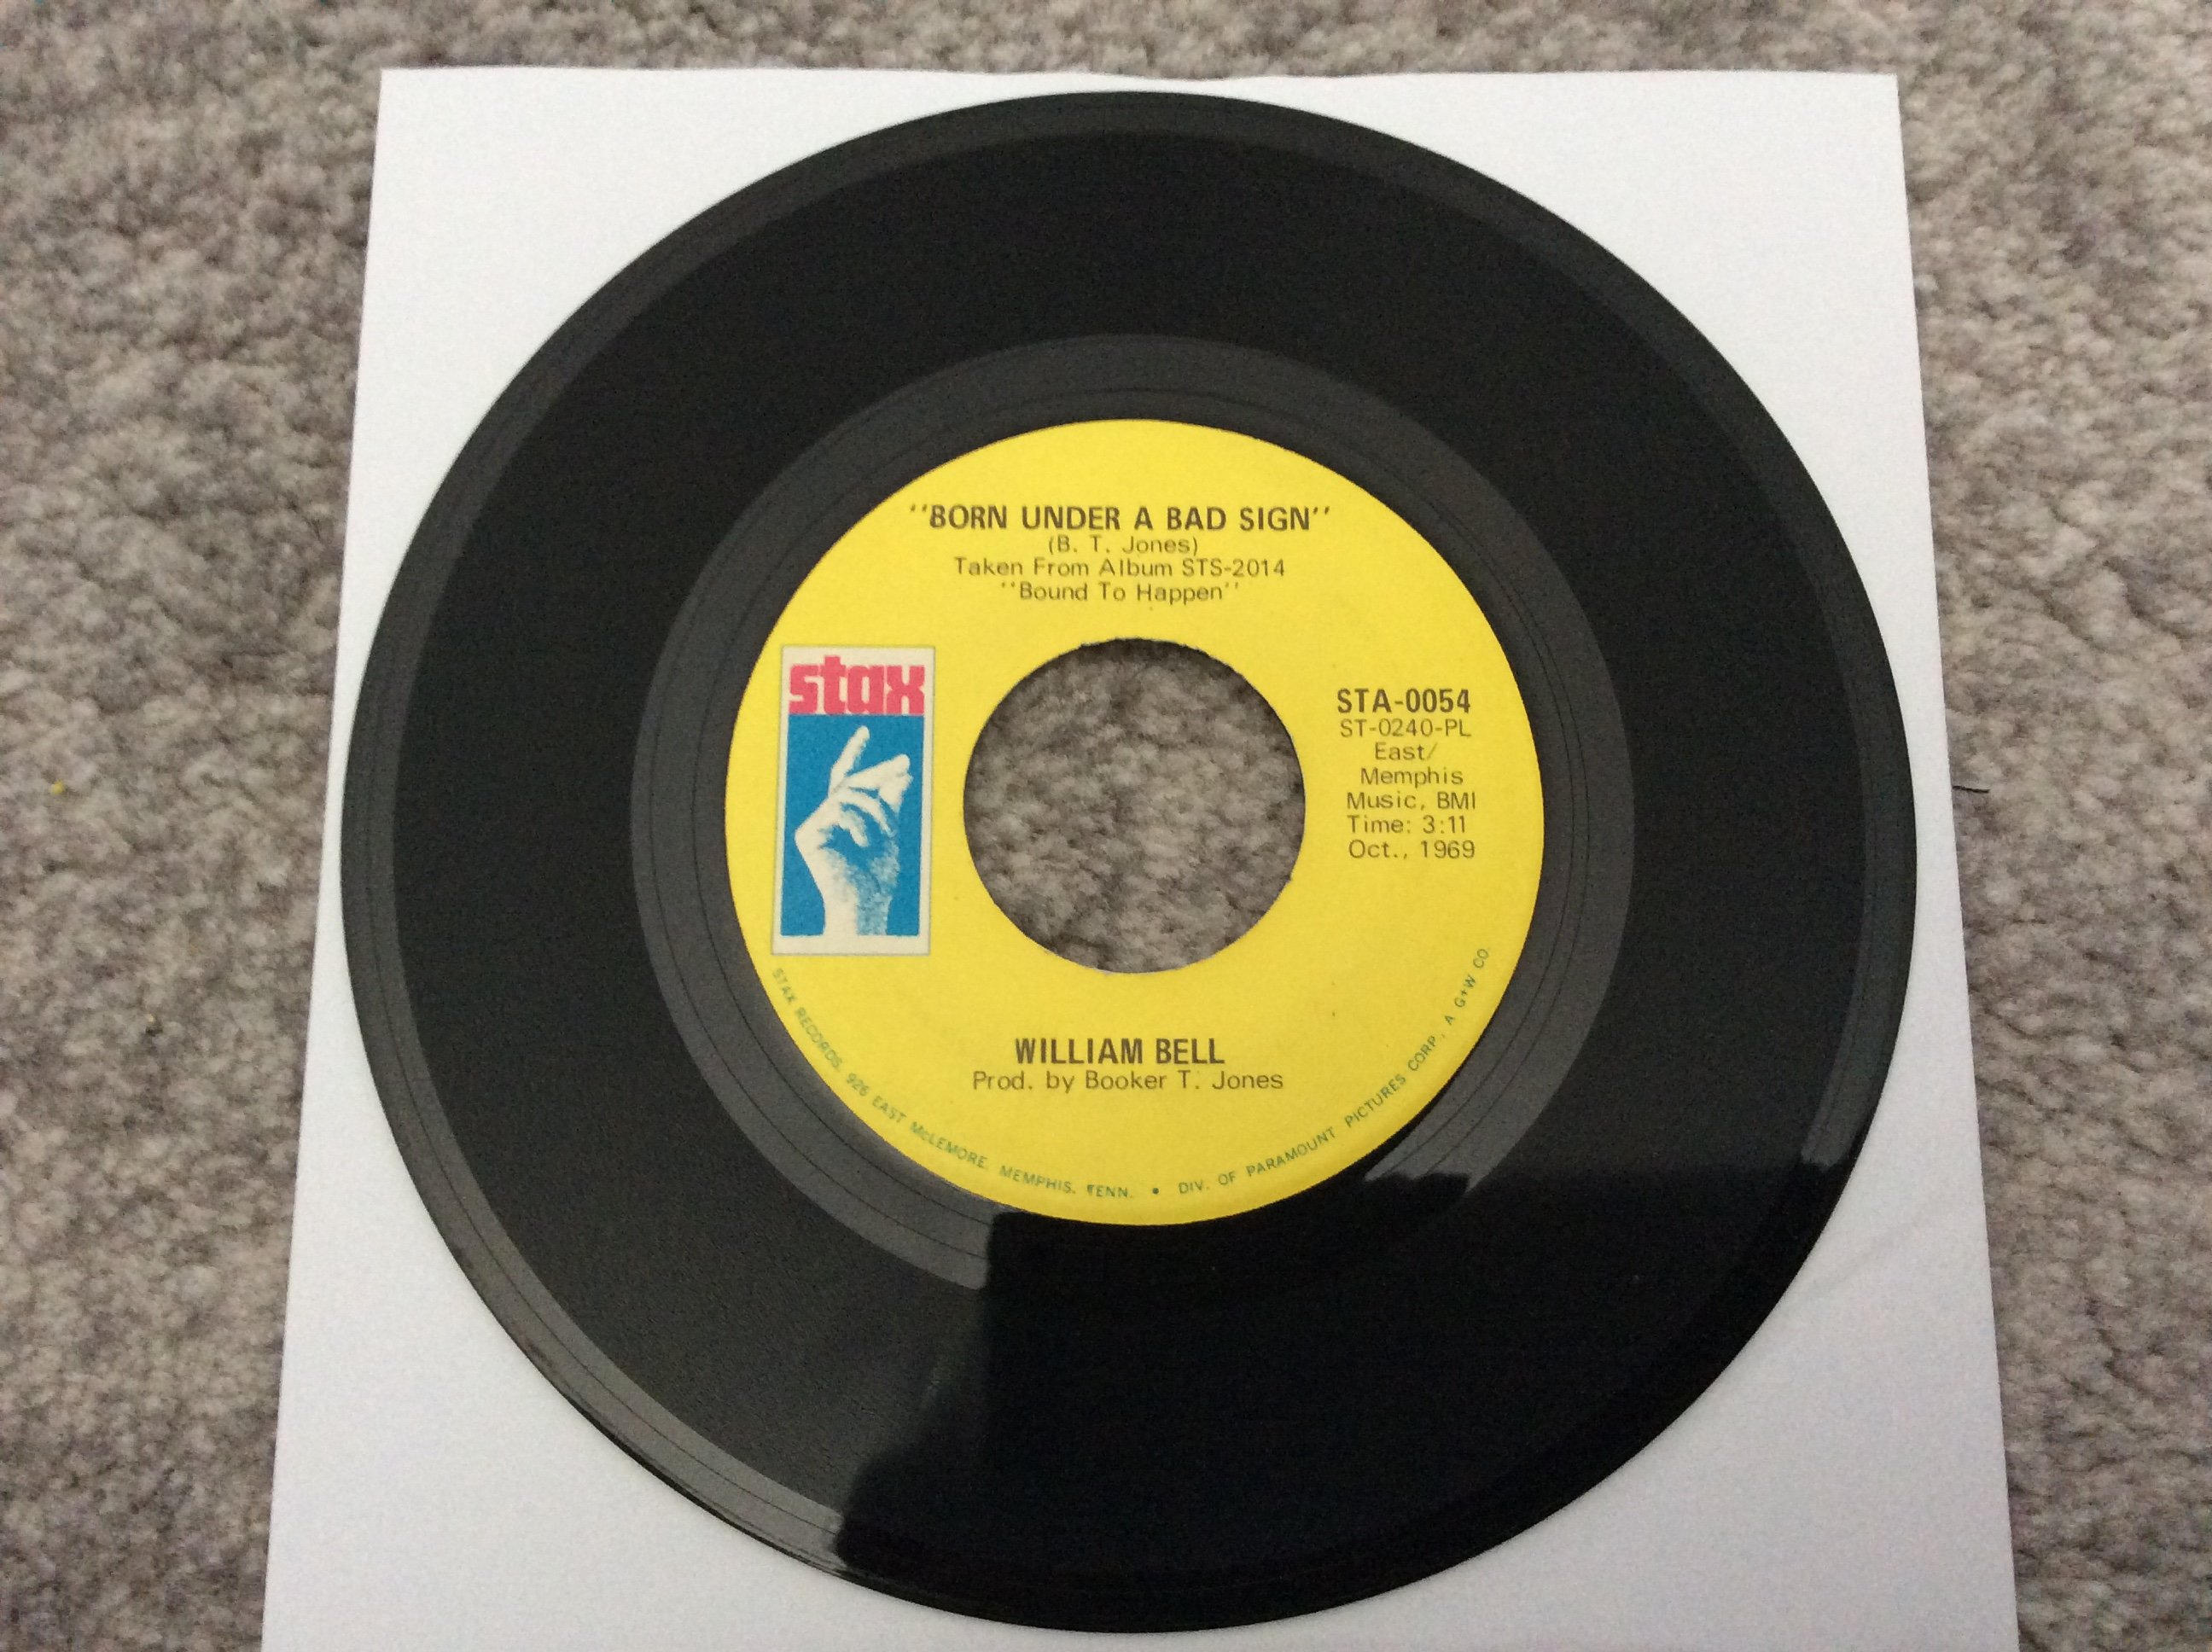 "BORN UNDER A BAD SIGN"
(B. T. Jones)
Taken From Album STS-2014
"Bound To Happen"
stax
STA-0054
ST-0240-PL
East/
Memphis
Music, BMI
Time: 3:11
Oct., 1969
WILLIAM BELL
Prod. by Booker T. Jones
STAX RECORDS, 926 EAST McLEMORE, MEMPHIS, TENN. • DIV. OF PARAMOUNT PICTURES CORP., A G+W CO.